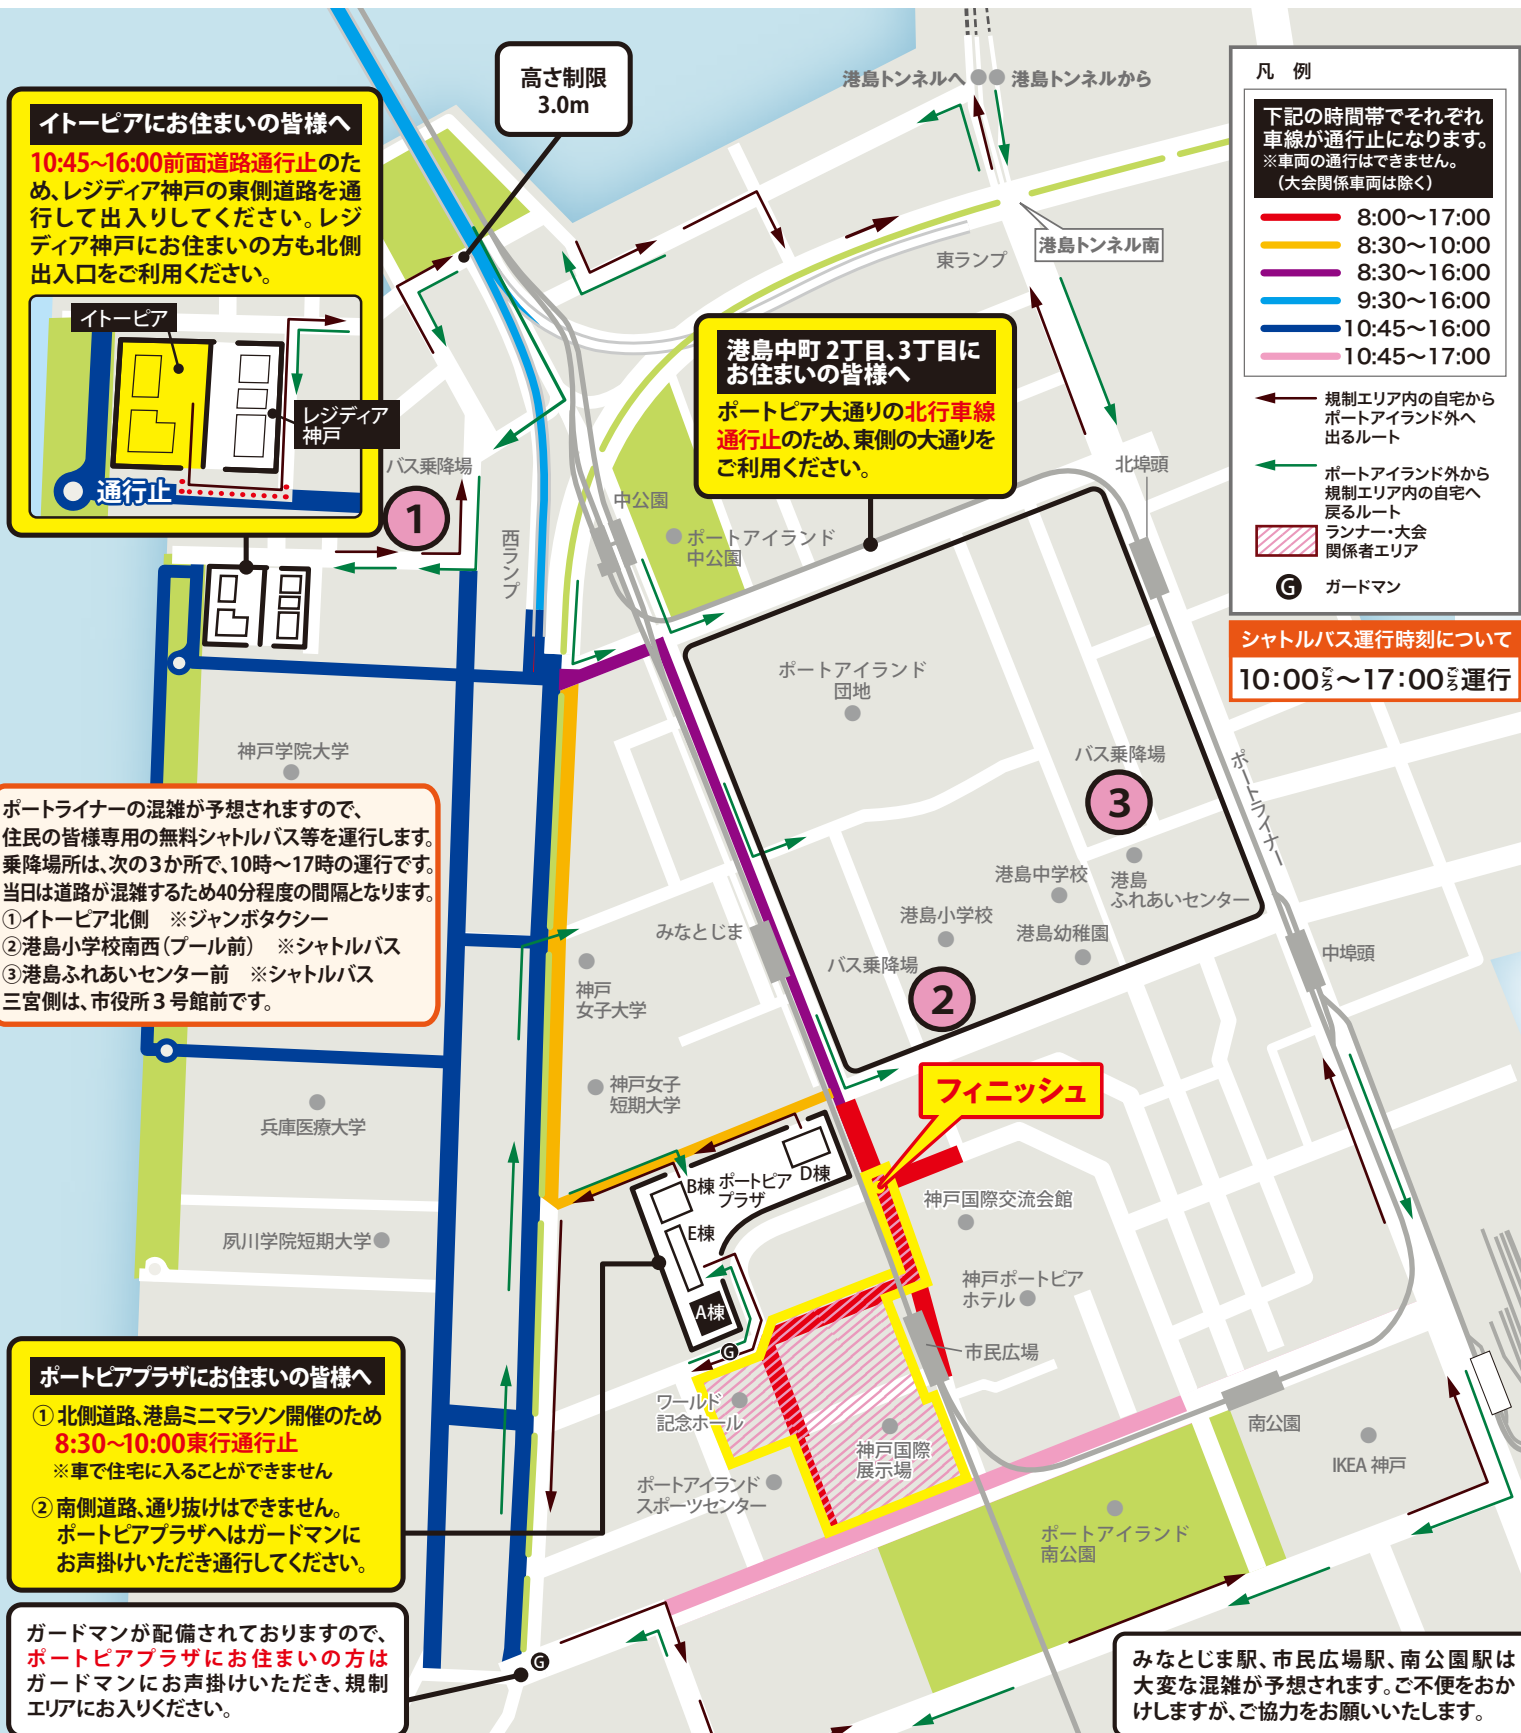 高さ制限
3.0m
港島トンネルへ
港島トンネルから
イトーピアにお住まいの皆様へ
10:45~16:00前面道路通行止のた
め、レジディア神戸の東側道路を通
行して出入りしてください。レジ
ディア神戸にお住まいの方も北側
出入口をご利用ください。
イトーピア
レジディア
神戸
通行止
凡 例
下記の時間帯でそれぞれ
車線が通行止になります。
※車両の通行はできません。
(大会関係車両は除く)
8:00〜17:00
8:30〜10:00
8:30〜16:00
9:30〜16:00
10:45〜16:00
10:45〜17:00
規制エリア内の自宅から
ポートアイランド外へ
出るルート
ポートアイランド外から
規制エリア内の自宅へ
戻るルート
ランナー・大会
関係者エリア
G ガードマン
シャトルバス運行時刻について
10:00ごろ〜17:00ごろ運行
港島トンネル南
東ランプ
港島中町 2丁目、3丁目に
お住まいの皆様へ
ポートピア大通りの北行車線
通行止のため、東側の大通りを
ご利用ください。
バス乗降場
1
西ランプ
中公園
ポートアイランド
中公園
北埠頭
ポートアイランド
団地
バス乗降場
3
ポートライナー
神戸学院大学
ポートライナーの混雑が予想されますので、
住民の皆様専用の無料シャトルバス等を運行します。
乗降場所は、次の3か所で、10時〜17時の運行です。
当日は道路が混雑するため40分程度の間隔となります。
①イトーピア北側 ※ジャンボタクシー
②港島小学校南西(プール前) ※シャトルバス
③港島ふれあいセンター前 ※シャトルバス
三宮側は、市役所3号館前です。
港島中学校
港島
ふれあいセンター
港島小学校
港島幼稚園
みなとじま
バス乗降場
2
中埠頭
神戸
女子大学
神戸女子
短期大学
フィニッシュ
兵庫医療大学
B棟
ポートピア
プラザ
D棟
E棟
A棟
G
神戸国際交流会館
夙川学院短期大学
神戸ポートピア
ホテル
市民広場
ワールド
記念ホール
神戸国際
展示場
南公園
IKEA 神戸
ポートアイランド
スポーツセンター
ポートアイランド
南公園
ポートピアプラザにお住まいの皆様へ
① 北側道路、港島ミニマラソン開催のため
8:30~10:00東行通行止
※車で住宅に入ることができません
② 南側道路、通り抜けはできません。
ポートピアプラザへはガードマンに
お声掛けいただき通行してください。
ガードマンが配備されておりますので、
ポートピアプラザにお住まいの方は
ガードマンにお声掛けいただき、規制
エリアにお入りください。
G
みなとじま駅、市民広場駅、南公園駅は
大変な混雑が予想されます。ご不便をおか
けしますが、ご協力をお願いいたします。